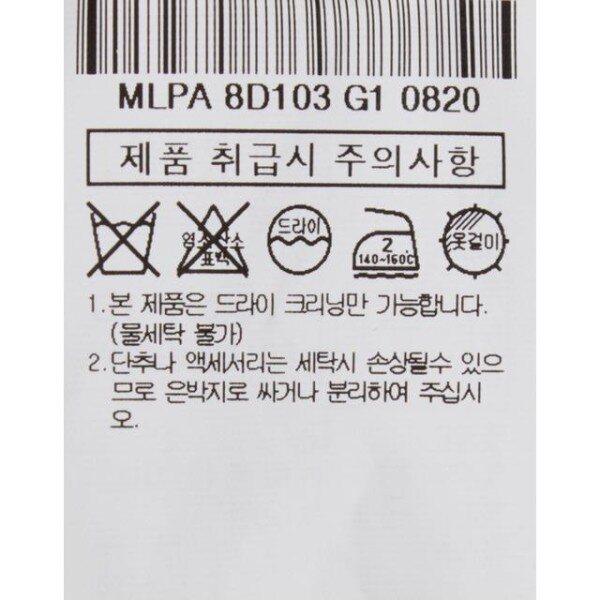 MLPA 8D103 G1 0820
제품 취급시 주의사항
염소산소
표백
드라이
2
140~160℃
옷걸이
1. 본 제품은 드라이 크리닝만 가능합니다.
(물세탁 불가)
2. 단추나 액세서리는 세탁시 손상될수 있으
므로 은박지로 싸거나 분리하여 주십시
오.